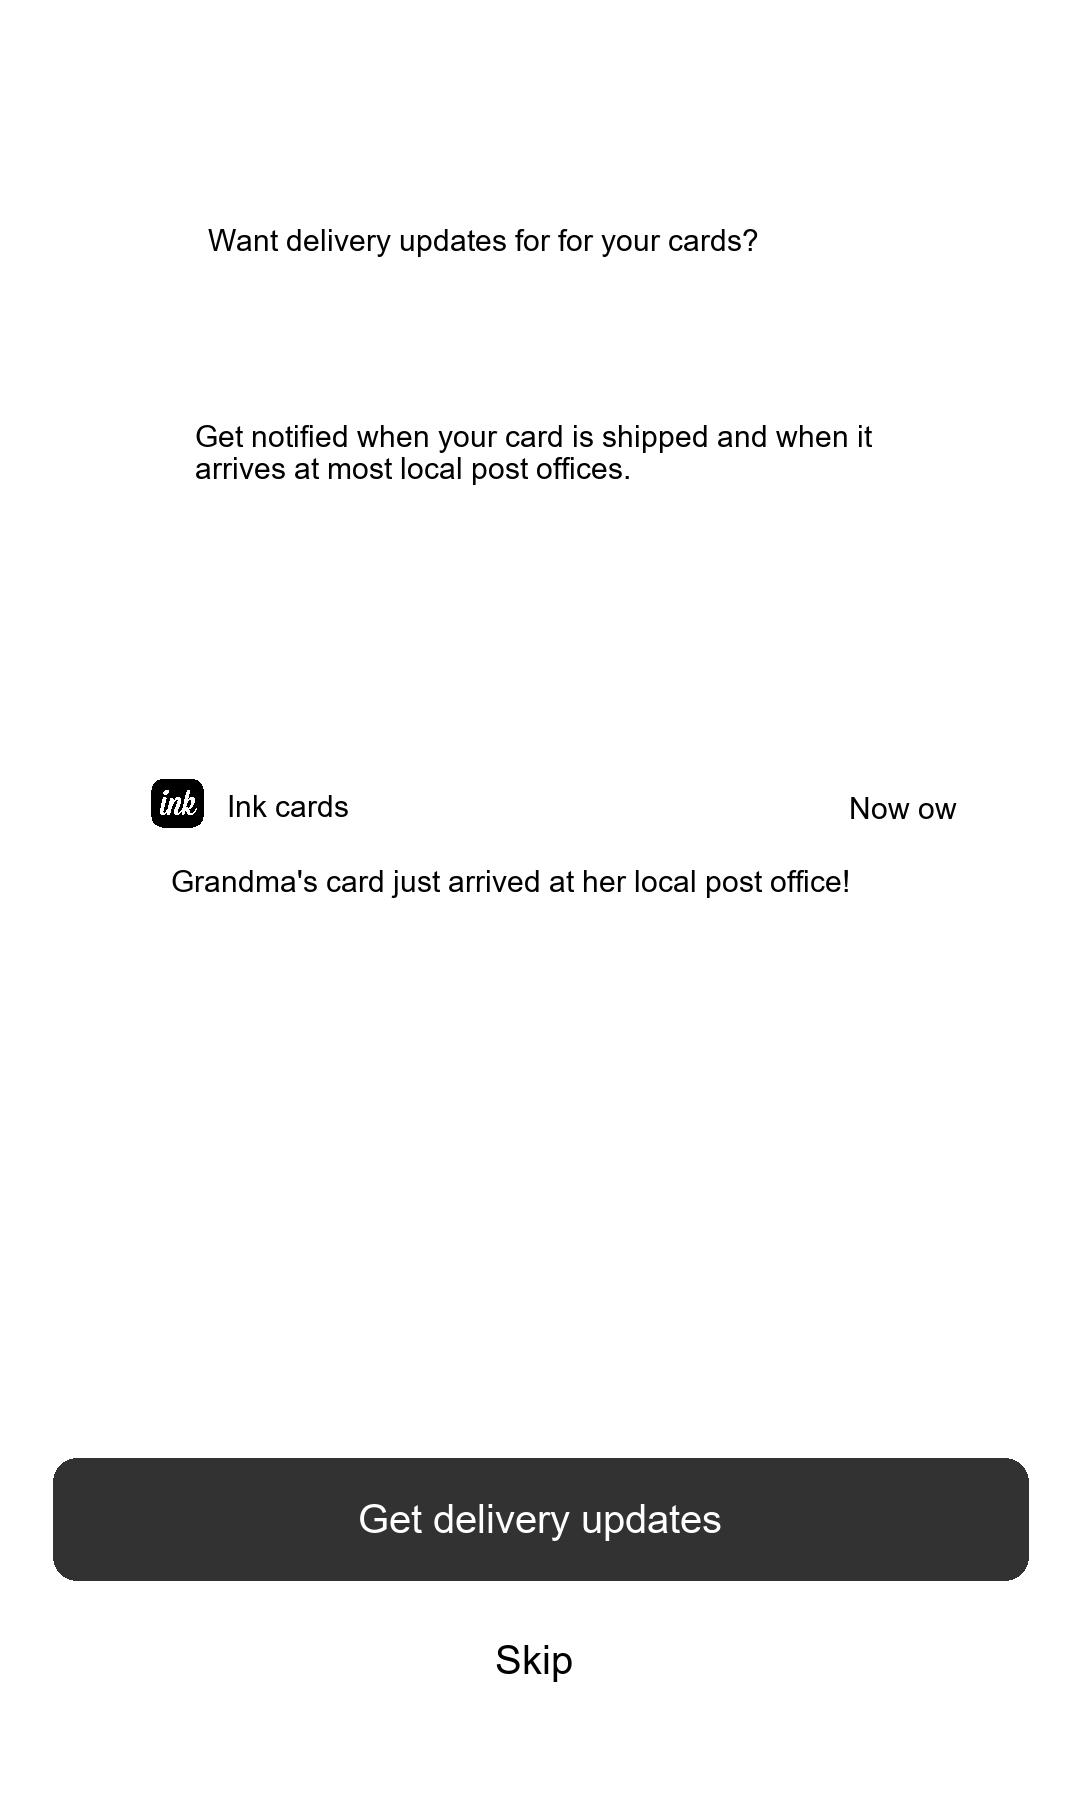 Want delivery updates for for your cards?
Get notified when your card is shipped and when it
arrives at most local post offices.
ink
Ink cards
Now ow
Grandma's card just arrived at her local post office!
Get delivery updates
Skip